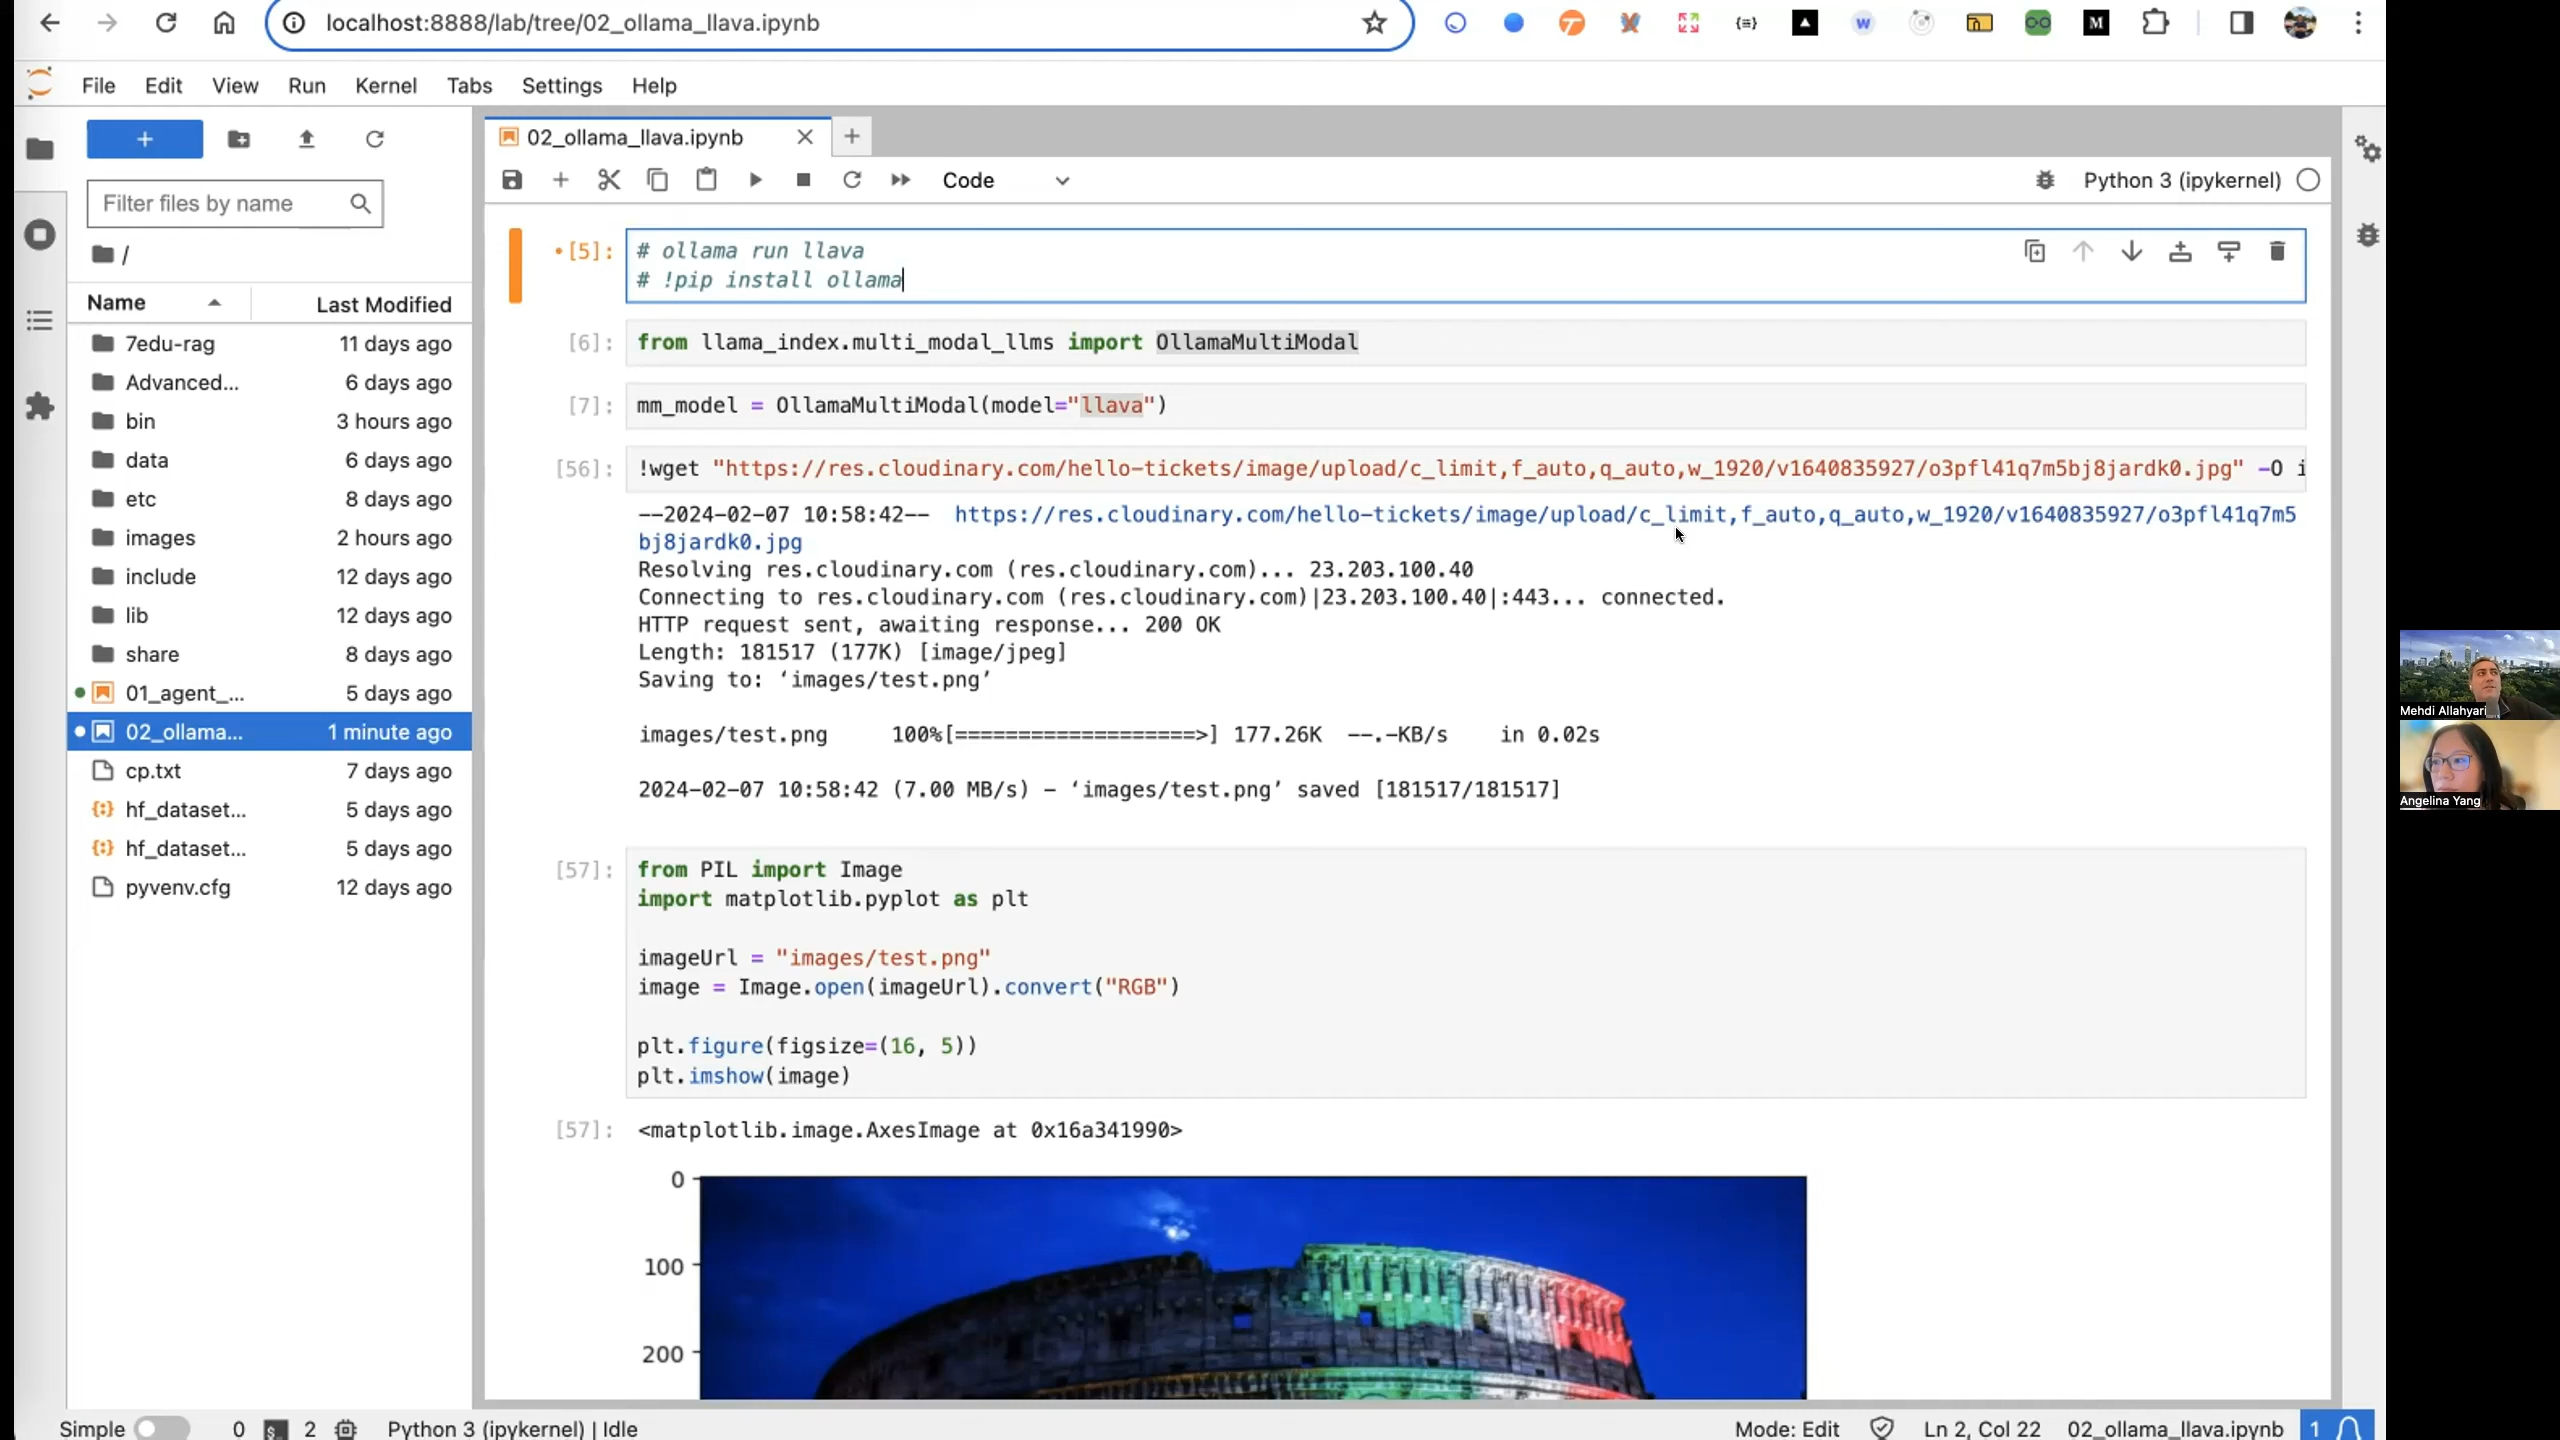 localhost:8888/lab/tree/02_ollama_llava.ipynb
File Edit View Run Kernel Tabs Settings Help
Filter files by name
/
Name Last Modified
7edu-rag 11 days ago
Advanced... 6 days ago
bin 3 hours ago
data 6 days ago
etc 8 days ago
images 2 hours ago
include 12 days ago
lib 12 days ago
share 8 days ago
01_agent_... 5 days ago
02_ollama... 1 minute ago
cp.txt 7 days ago
hf_dataset... 5 days ago
hf_dataset... 5 days ago
pyvenv.cfg 12 days ago
02_ollama_llava.ipynb
Code Python 3 (ipykernel)
[5]: # ollama run llava
# !pip install ollama
[6]: from llama_index.multi_modal_llms import OllamaMultiModal
[7]: mm_model = OllamaMultiModal(model="llava")
[56]: !wget "https://res.cloudinary.com/hello-tickets/image/upload/c_limit,f_auto,q_auto,w_1920/v1640835927/o3pfl41q7m5bj8jardk0.jpg" -O i
--2024-02-07 10:58:42-- https://res.cloudinary.com/hello-tickets/image/upload/c_limit,f_auto,q_auto,w_1920/v1640835927/o3pfl41q7m5
bj8jardk0.jpg
Resolving res.cloudinary.com (res.cloudinary.com)... 23.203.100.40
Connecting to res.cloudinary.com (res.cloudinary.com)|23.203.100.40|:443... connected.
HTTP request sent, awaiting response... 200 OK
Length: 181517 (177K) [image/jpeg]
Saving to: ‘images/test.png’
images/test.png 100%[===================>] 177.26K --.-KB/s in 0.02s
2024-02-07 10:58:42 (7.00 MB/s) - ‘images/test.png’ saved [181517/181517]
[57]: from PIL import Image
import matplotlib.pyplot as plt
imageUrl = "images/test.png"
image = Image.open(imageUrl).convert("RGB")
plt.figure(figsize=(16, 5))
plt.imshow(image)
[57]: <matplotlib.image.AxesImage at 0x16a341990>
0
100
200
Simple 0 2 Python 3 (ipykernel) | Idle Mode: Edit Ln 2, Col 22 02_ollama_llava.ipynb 1
Mehdi Allahyari
Angelina Yang